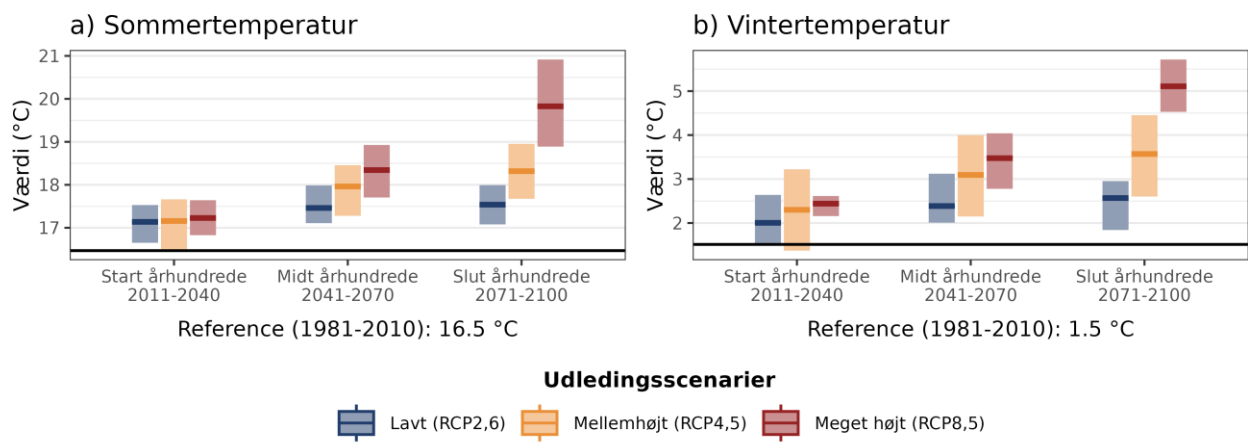 a) Sommertemperatur
Værdi (°C)
21
20
19
18
17
Start århundrede
2011-2040
Midt århundrede
2041-2070
Slut århundrede
2071-2100
Reference (1981-2010): 16.5 °C
b) Vintertemperatur
Værdi (°C)
5
4
3
2
Start århundrede
2011-2040
Midt århundrede
2041-2070
Slut århundrede
2071-2100
Reference (1981-2010): 1.5 °C
Udledingsscenarier
Lavt (RCP2,6)
Mellemhøjt (RCP4,5)
Meget højt (RCP8,5)